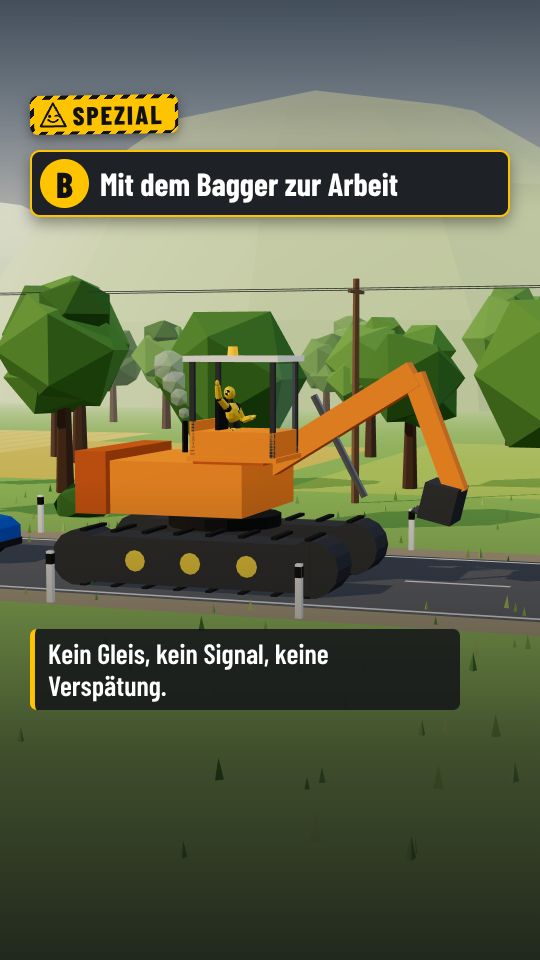 SPEZIAL
B Mit dem Bagger zur Arbeit
Kein Gleis, kein Signal, keine
Verspätung.